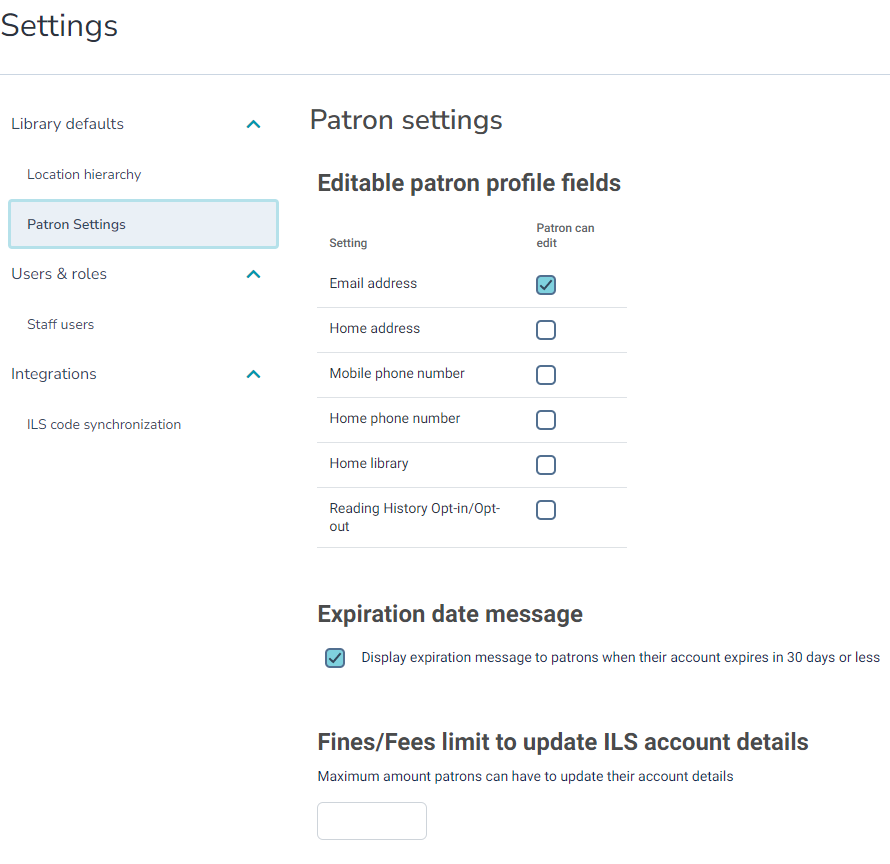 Settings
Library defaults
Location hierarchy
Patron Settings
Users & roles
Staff users
Integrations
ILS code synchronization
Patron settings
Editable patron profile fields
Setting
Patron can
edit
Email address
Home address
Mobile phone number
Home phone number
Home library
Reading History Opt-in/Opt-
out
Expiration date message
Display expiration message to patrons when their account expires in 30 days or less
Fines/Fees limit to update ILS account details
Maximum amount patrons can have to update their account details